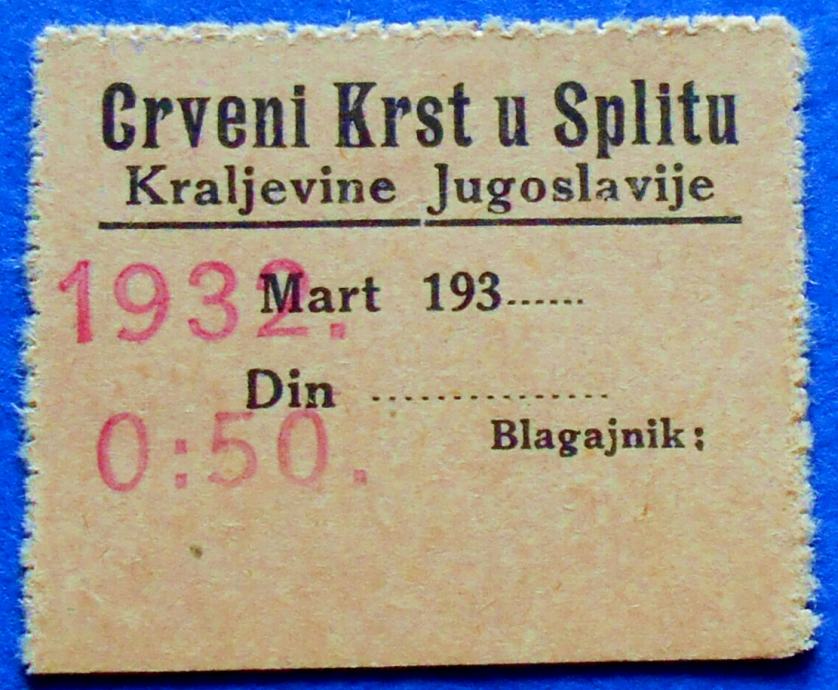 Crveni Krst u Splitu
Kraljevine Jugoslavije
1932.
Mart 193......
Din ...............
0:50.
Blagajnik: